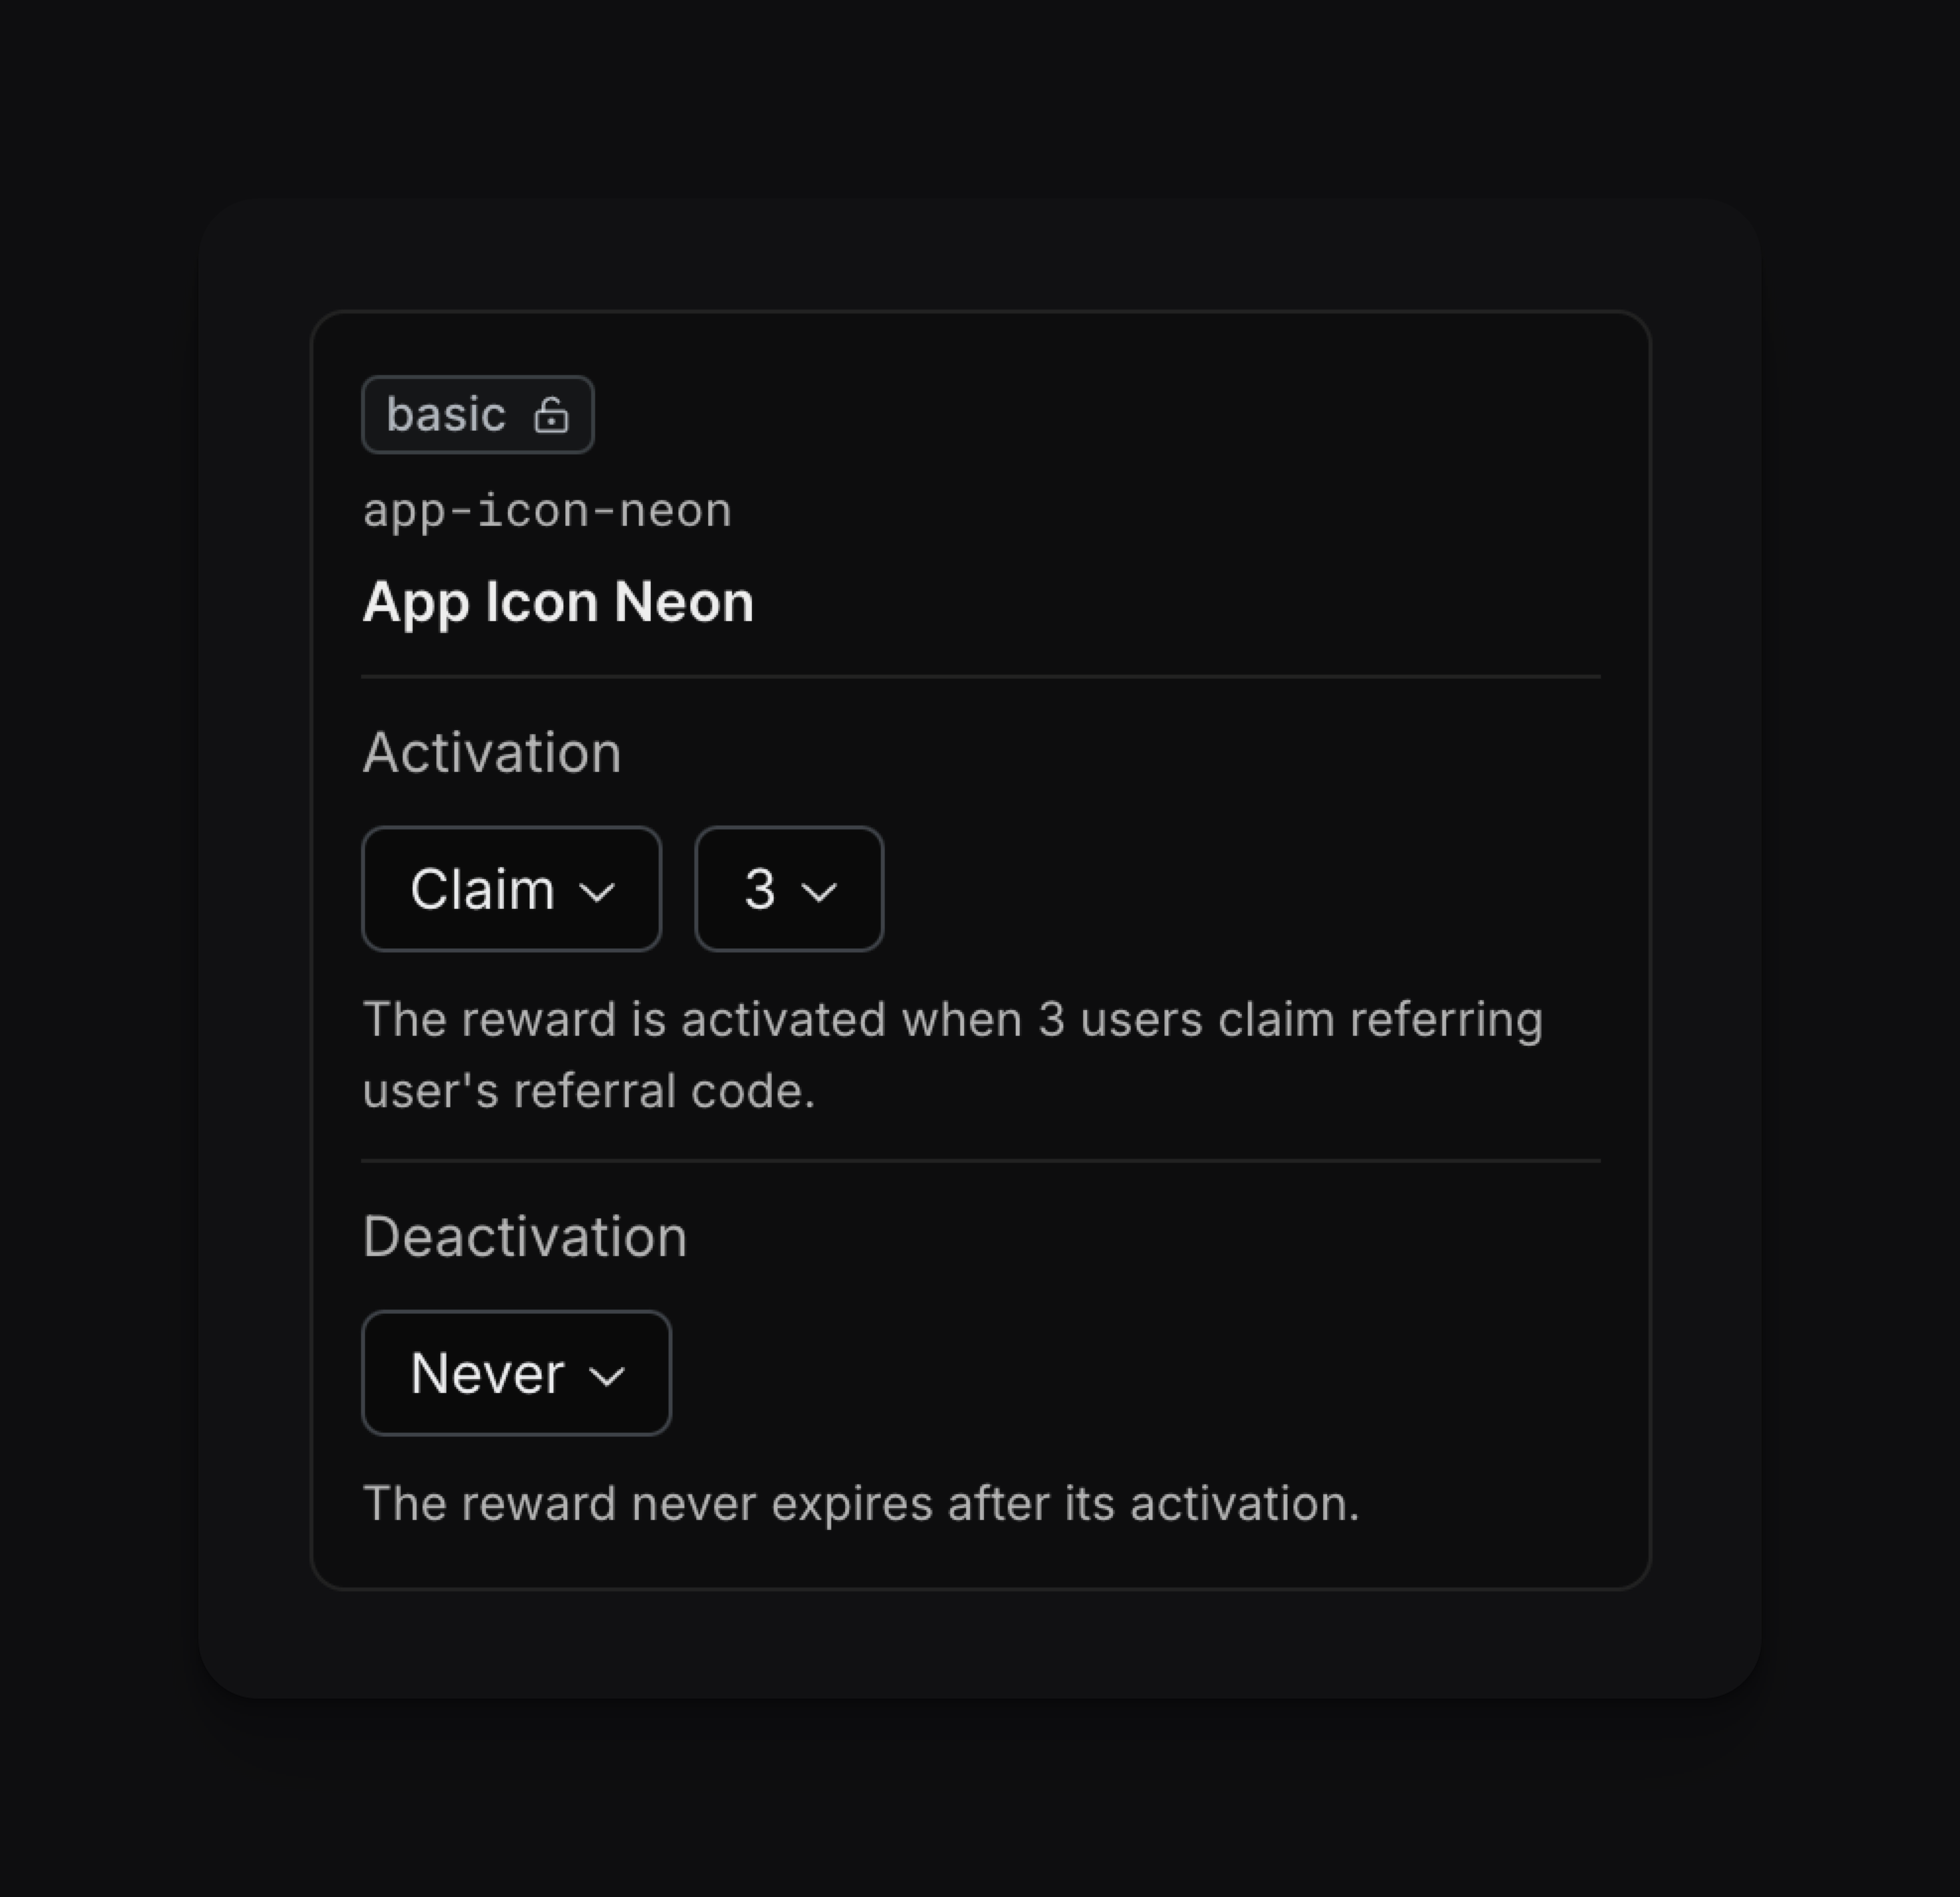 basic
app-icon-neon
App Icon Neon
Activation
Claim 3
The reward is activated when 3 users claim referring
user's referral code.
Deactivation
Never
The reward never expires after its activation.